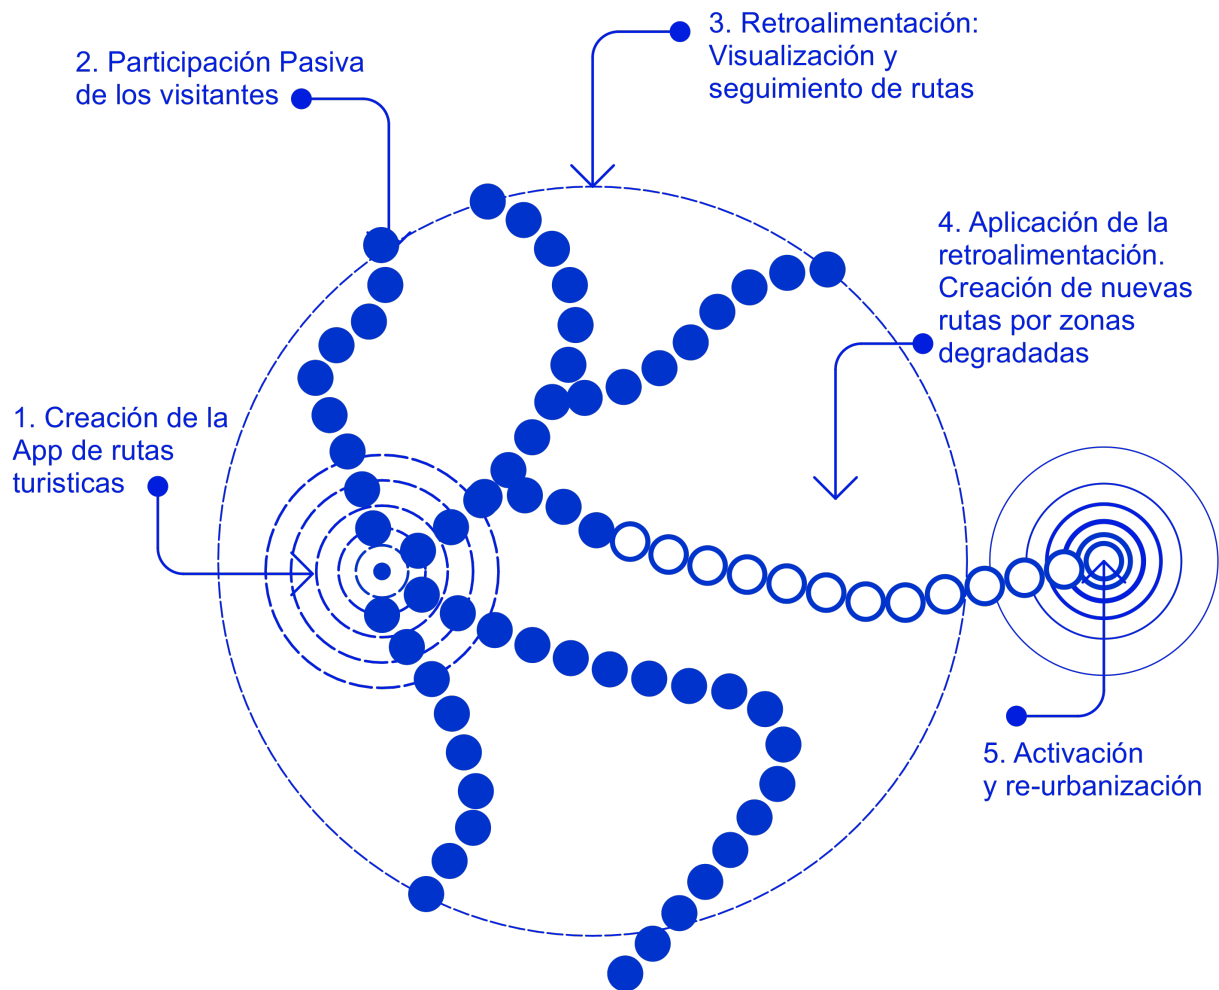 1. Creación de la
App de rutas
turisticas
2. Participación Pasiva
de los visitantes
3. Retroalimentación:
Visualización y
seguimiento de rutas
4. Aplicación de la
retroalimentación.
Creación de nuevas
rutas por zonas
degradadas
5. Activación
y re-urbanización